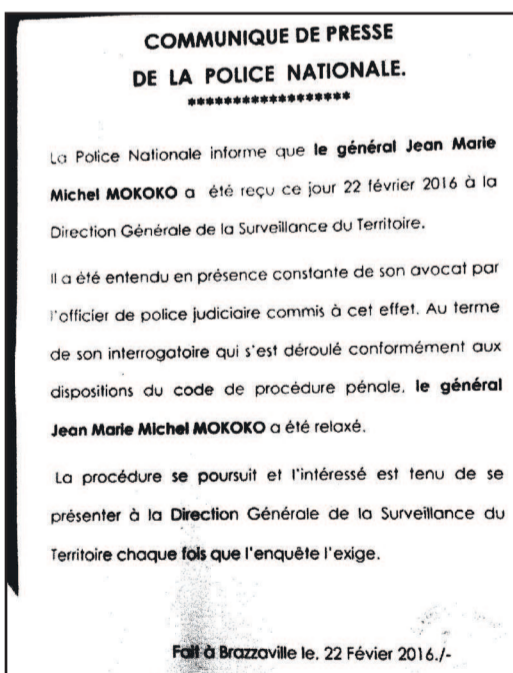 COMMUNIQUE DE PRESSE
DE LA POLICE NATIONALE.
******************
La Police Nationale informe que le général Jean Marie
Michel MOKOKO a été reçu ce jour 22 février 2016 à la
Direction Générale de la Surveillance du Territoire.
Il a été entendu en présence constante de son avocat par
l'officier de police judiciaire commis à cet effet. Au terme
de son interrogatoire qui s'est déroulé conformément aux
dispositions du code de procédure pénale, le général
Jean Marie Michel MOKOKO a été relaxé.
La procédure se poursuit et l'intéressé est tenu de se
présenter à la Direction Générale de la Surveillance du
Territoire chaque fois que l'enquête l'exige.
Fait à Brazzaville le. 22 Févier 2016./-